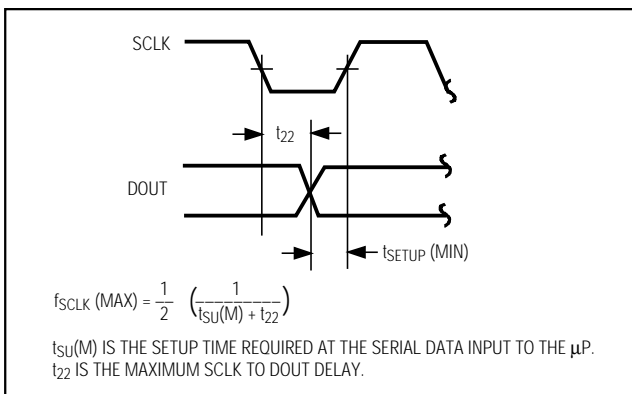 SCLK
t22
DOUT
tSETUP (MIN)
fSCLK (MAX) = 1/2 (1/(tSU(M) + t22))
tSU(M) IS THE SETUP TIME REQUIRED AT THE SERIAL DATA INPUT TO THE µP.
t22 IS THE MAXIMUM SCLK TO DOUT DELAY.